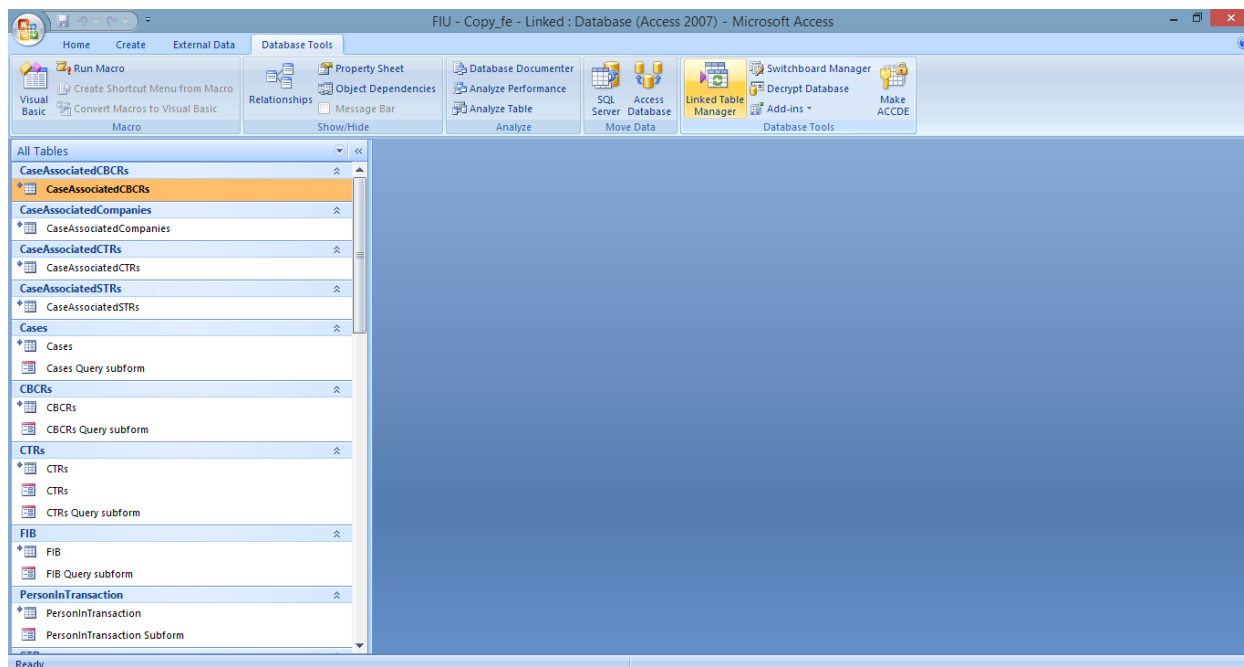 FIU - Copy_fe - Linked : Database (Access 2007) - Microsoft Access
Home Create External Data Database Tools
Visual Basic
Run Macro
Create Shortcut Menu from Macro
Convert Macros to Visual Basic
Macro
Relationships
Property Sheet
Object Dependencies
Message Bar
Show/Hide
Database Documenter
Analyze Performance
Analyze Table
Analyze
SQL Server
Access Database
Move Data
Linked Table Manager
Switchboard Manager
Decrypt Database
Add-ins
Make ACCDE
Database Tools
All Tables
CaseAssociatedCBCRs
CaseAssociatedCBCRs
CaseAssociatedCompanies
CaseAssociatedCompanies
CaseAssociatedCTRs
CaseAssociatedCTRs
CaseAssociatedSTRs
CaseAssociatedSTRs
Cases
Cases
Cases Query subform
CBCRs
CBCRs
CBCRs Query subform
CTRs
CTRs
CTRs
CTRs Query subform
FIB
FIB
FIB Query subform
PersonInTransaction
PersonInTransaction
PersonInTransaction Subform
Ready